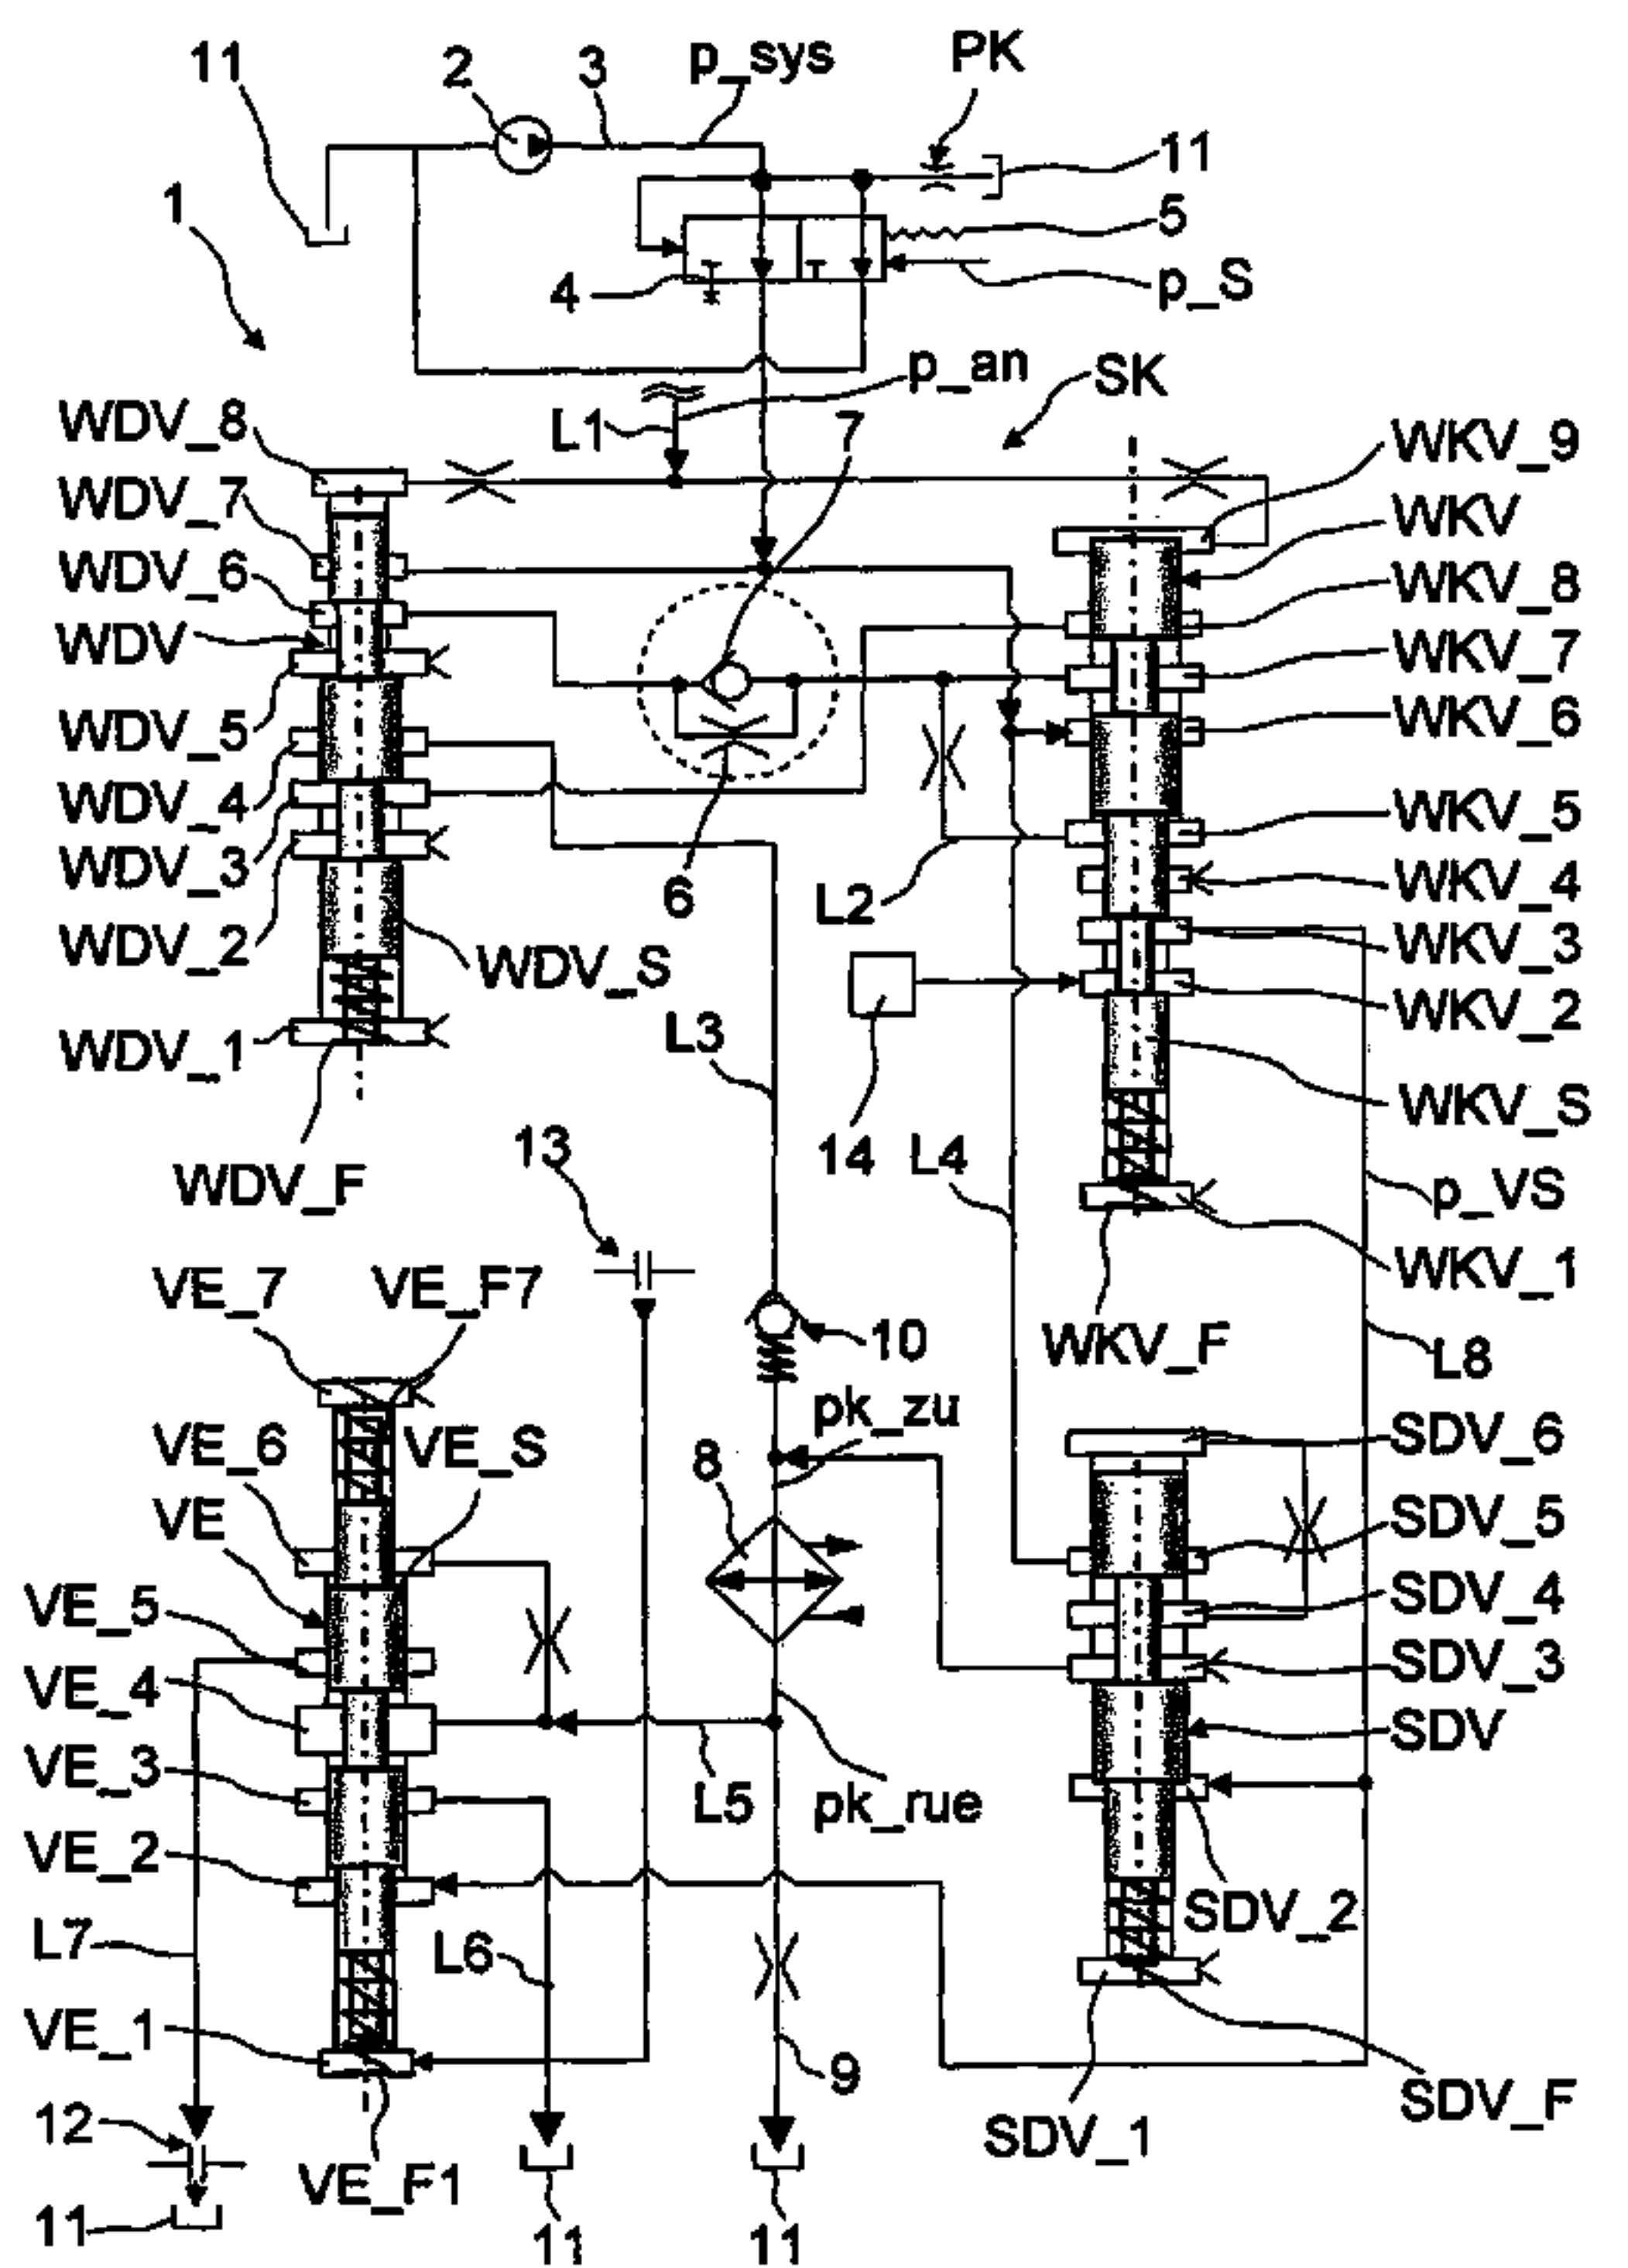 11
2
3
p_sys
PK
11
1
5
4
p_S
p_an
SK
L1
7
WDV_8
WKV_9
WDV_7
WKV
WDV_6
WKV_8
WDV
WKV_7
WDV_5
WKV_6
WDV_4
WKV_5
WDV_3
6
L2
WKV_4
WDV_2
WDV_S
WKV_3
WKV_2
WDV_1
L3
WKV_S
13
14
L4
WDV_F
p_VS
VE_7
VE_F7
WKV_1
10
WKV_F
L8
pk_zu
VE_6
VE_S
8
SDV_6
VE
SDV_5
VE_5
SDV_4
VE_4
SDV_3
SDV
VE_3
L5
pk_rue
VE_2
SDV_2
L7
L6
VE_1
9
12
SDV_1
SDV_F
VE_F1
11
11
11